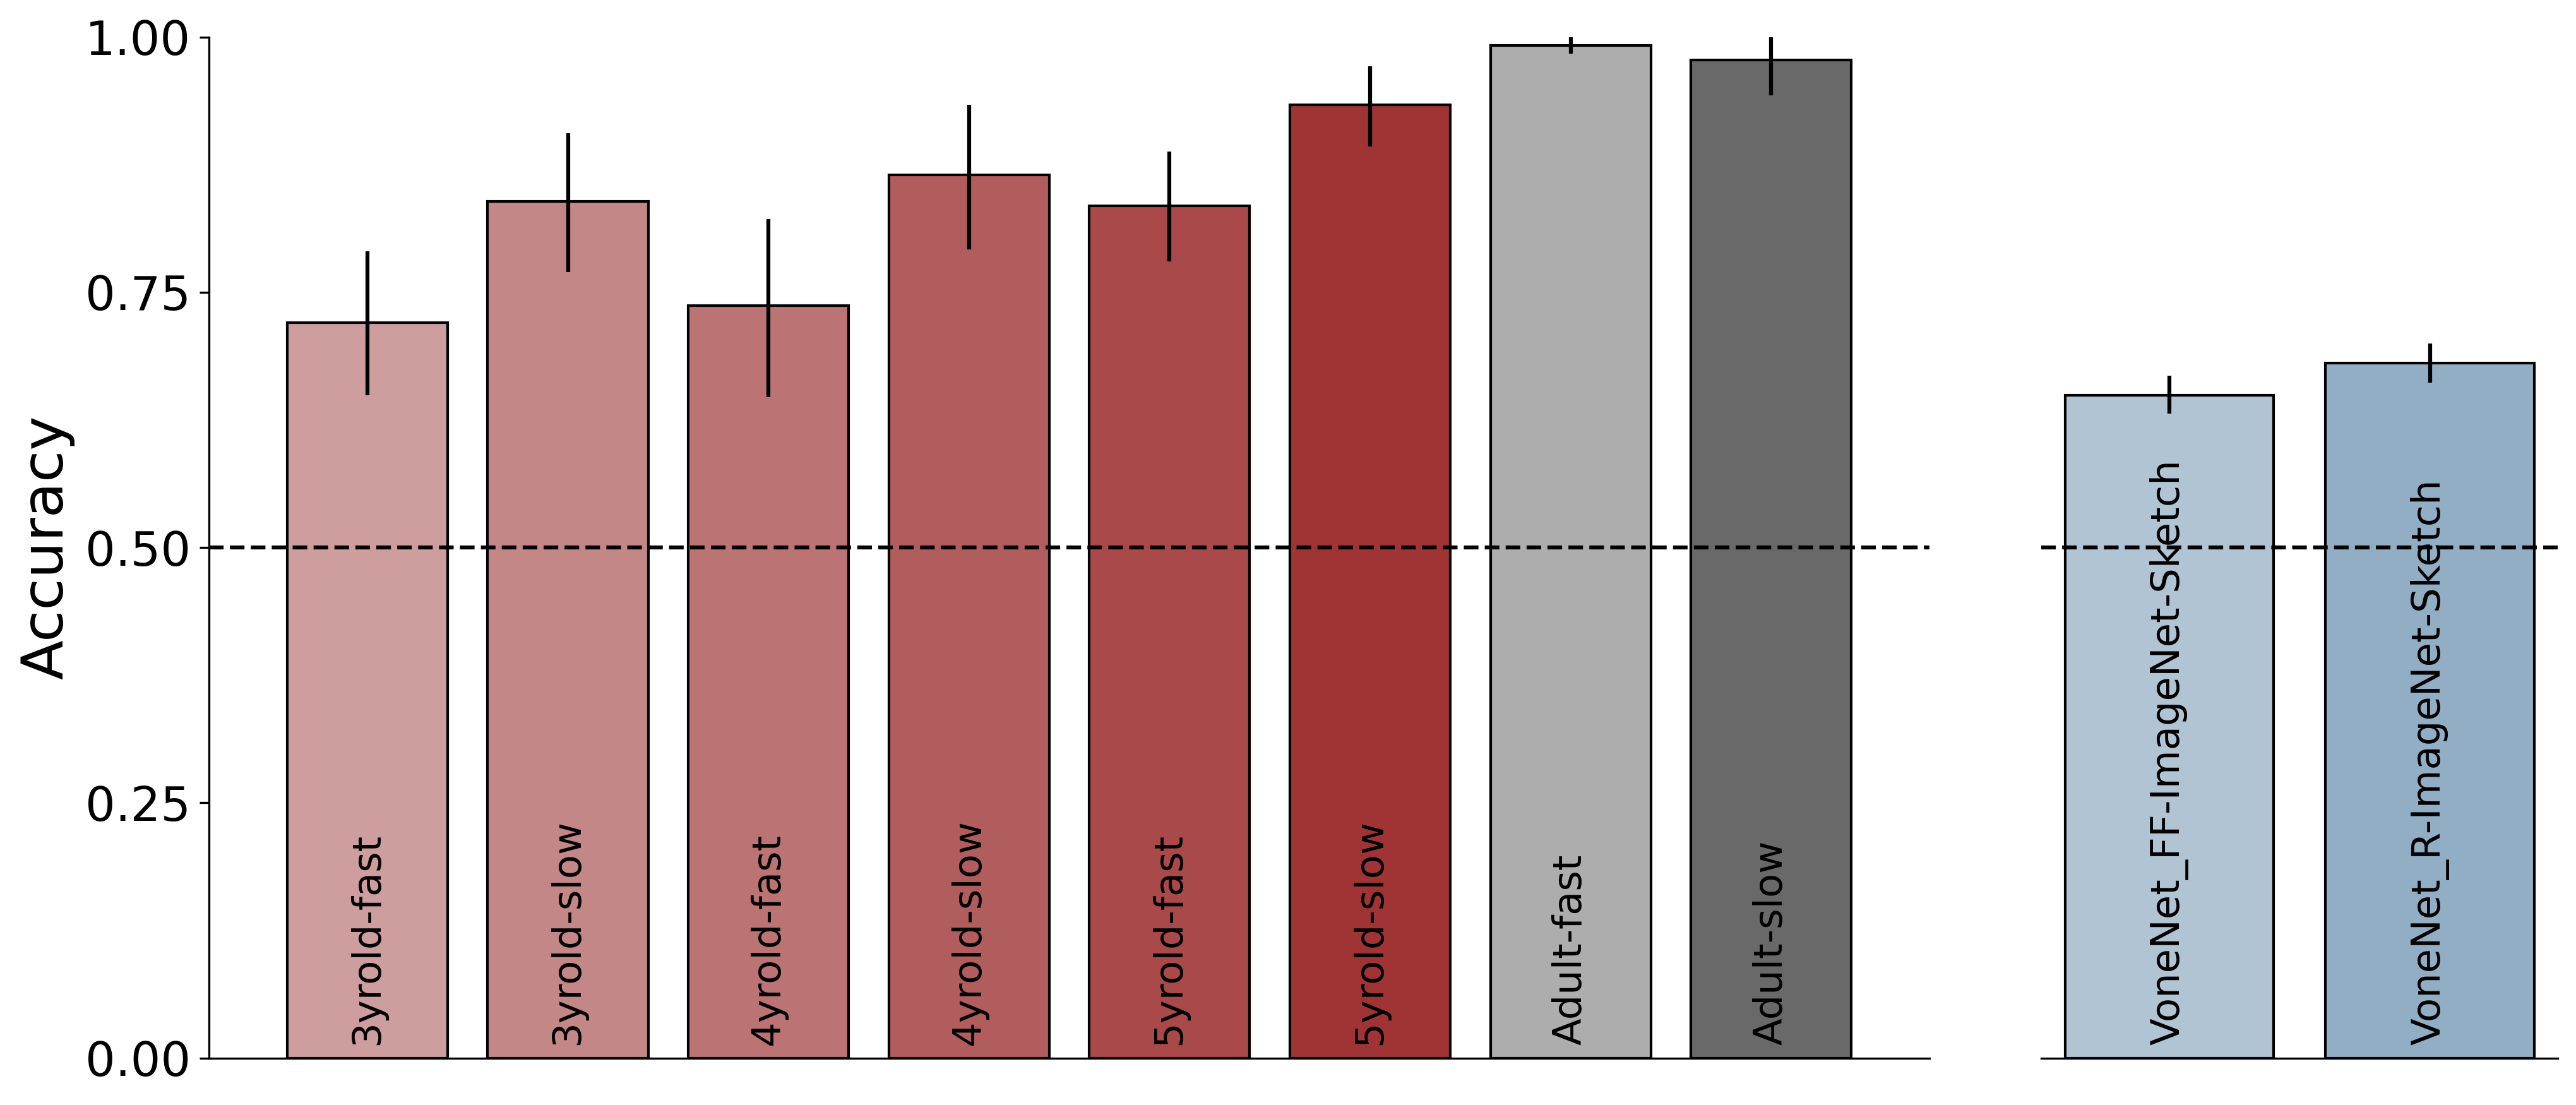 1.00
0.75
0.50
0.25
0.00
Accuracy
3yrold-fast
3yrold-slow
4yrold-fast
4yrold-slow
5yrold-fast
5yrold-slow
Adult-fast
Adult-slow
VoneNet_FF-ImageNet-Sketch
VoneNet_R-ImageNet-Sketch